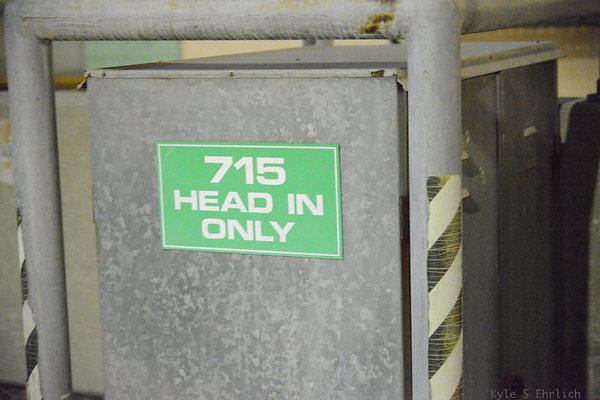 715
HEAD IN
ONLY
Kyle S Ehrlich